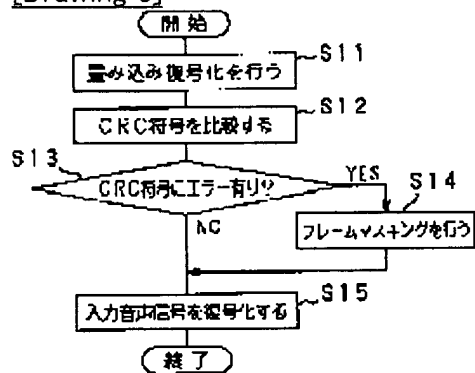 開始
畳み込み復号化を行う
S11
CRC符号を比較する
S12
S13
CRC符号にエラー有り?
YES
S14
フレームマスキングを行う
NO
入力音声信号を復号化する
S15
終了